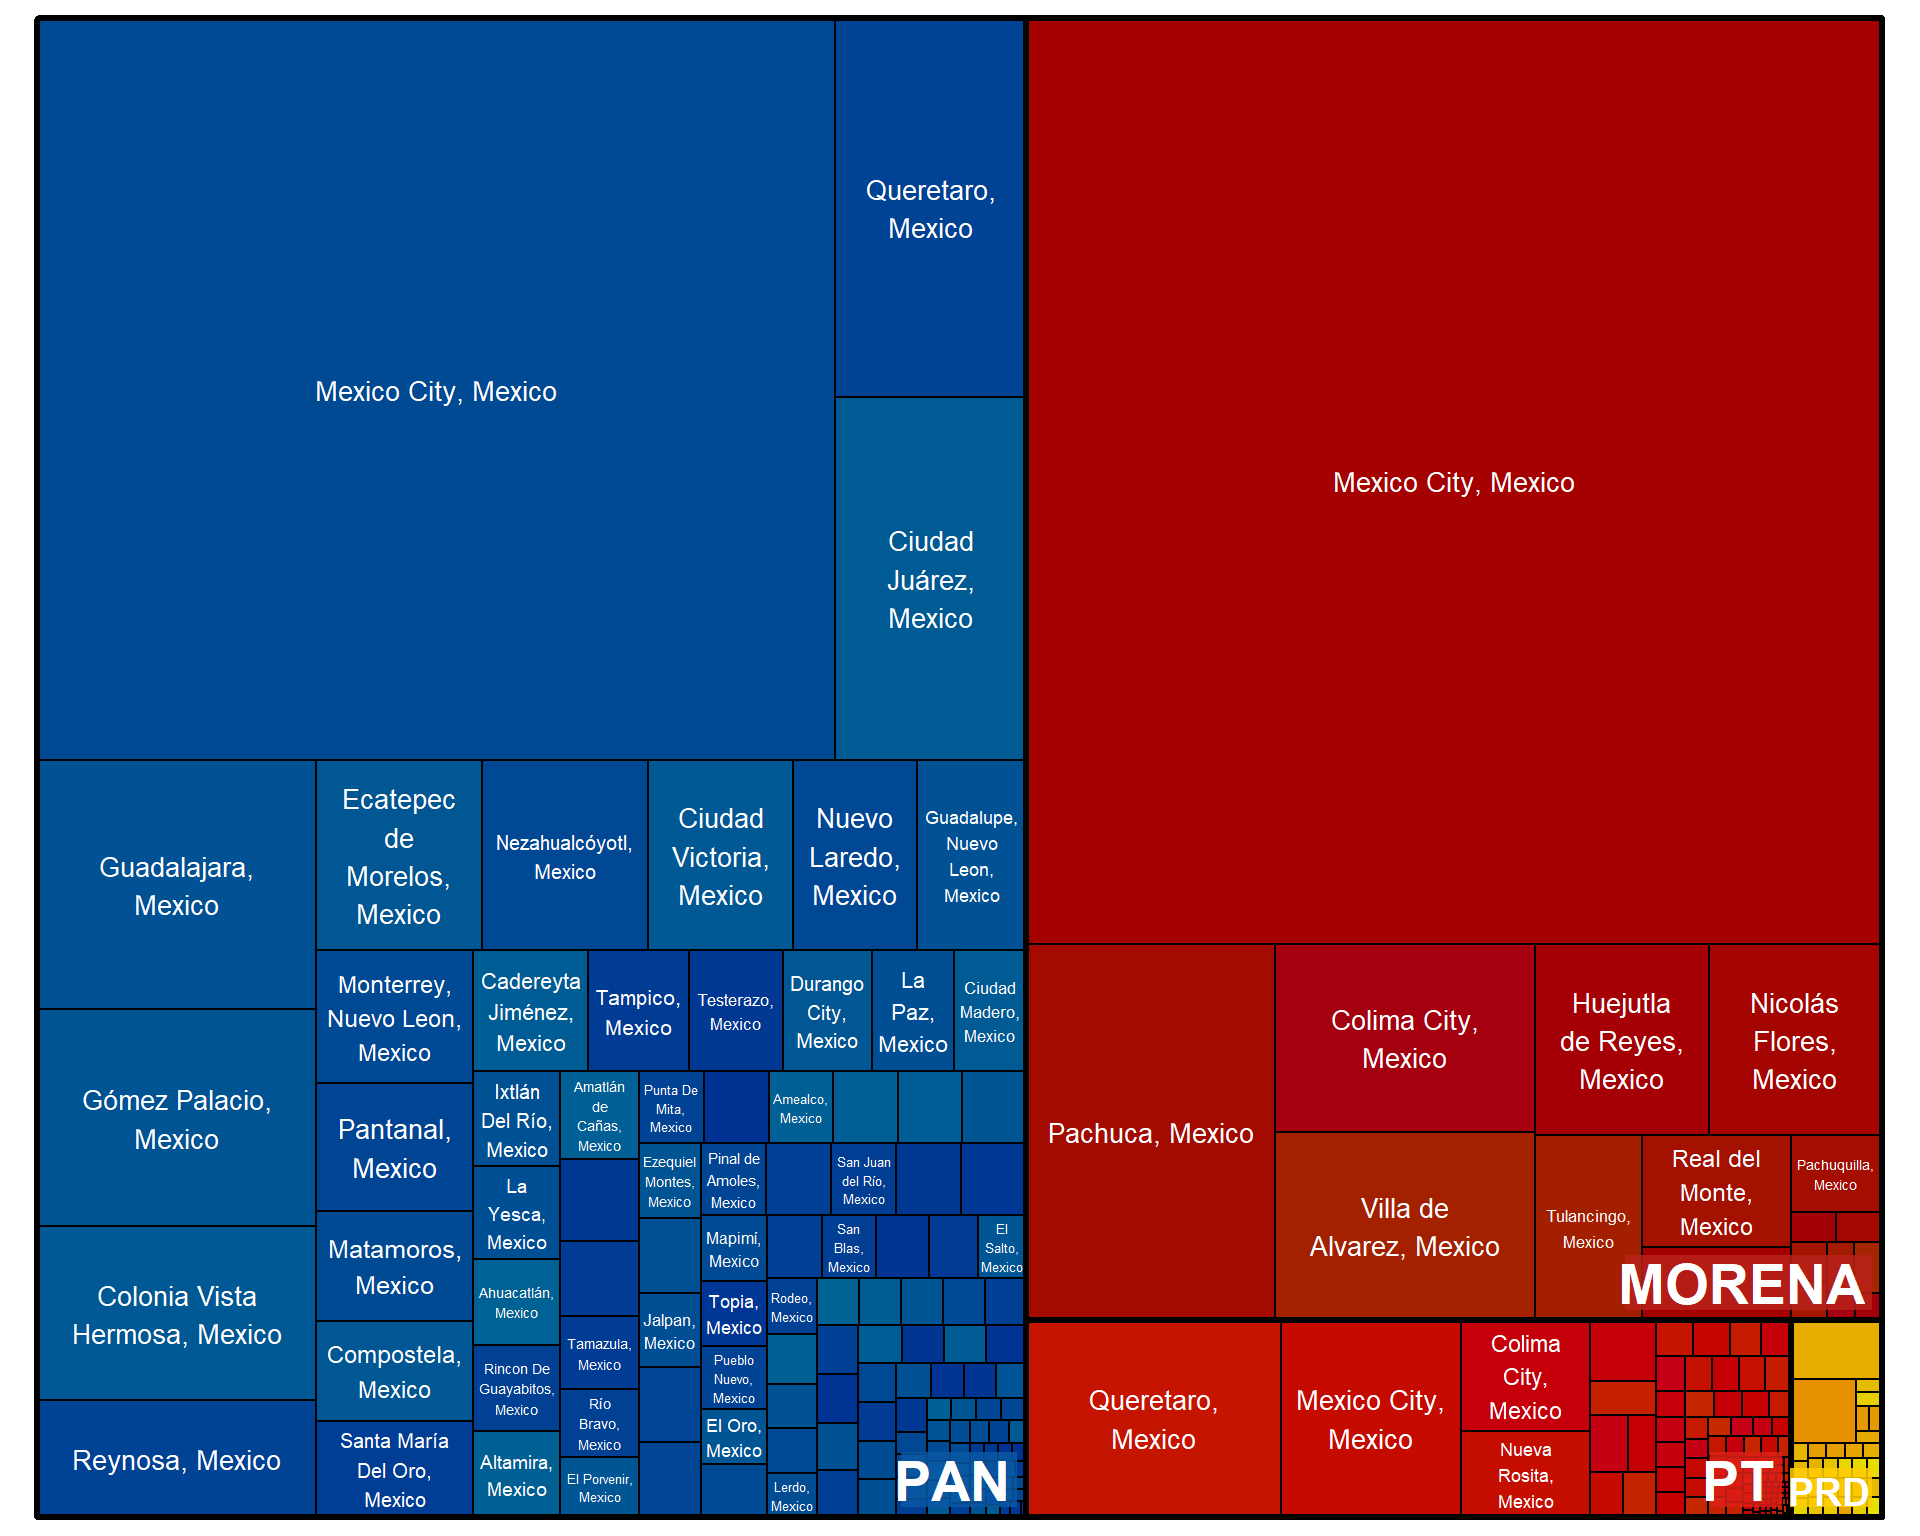 Mexico City, Mexico
Queretaro,
Mexico
Ciudad
Juárez,
Mexico
Guadalajara,
Mexico
Ecatepec
de
Morelos,
Mexico
Nezahualcóyotl,
Mexico
Ciudad
Victoria,
Mexico
Nuevo
Laredo,
Mexico
Guadalupe,
Nuevo
Leon,
Mexico
Gómez Palacio,
Mexico
Colonia Vista
Hermosa, Mexico
Reynosa, Mexico
Monterrey,
Nuevo Leon,
Mexico
Pantanal,
Mexico
Matamoros,
Mexico
Compostela,
Mexico
Santa María
Del Oro,
Mexico
Cadereyta
Jiménez,
Mexico
Tampico,
Mexico
Testerazo,
Mexico
Durango
City,
Mexico
La
Paz,
Mexico
Ciudad
Madero,
Mexico
Ixtlán
Del Río,
Mexico
La
Yesca,
Mexico
Ahuacatlán,
Mexico
Rincon De
Guayabitos,
Mexico
Altamira,
Mexico
Amatlán
de
Cañas,
Mexico
Tamazula,
Mexico
Río
Bravo,
Mexico
El Porvenir,
Mexico
Punta De
Mita,
Mexico
Amealco,
Mexico
Ezequiel
Montes,
Mexico
Jalpan,
Mexico
Pinal de
Amoles,
Mexico
Mapimí,
Mexico
Topia,
Mexico
Pueblo
Nuevo,
Mexico
El Oro,
Mexico
San Juan
del Río,
Mexico
San
Blas,
Mexico
El
Salto,
Mexico
Rodeo,
Mexico
Lerdo,
Mexico
PAN
Mexico City, Mexico
Pachuca, Mexico
Colima City,
Mexico
Villa de
Alvarez, Mexico
Huejutla
de Reyes,
Mexico
Nicolás
Flores,
Mexico
Tulancingo,
Mexico
Real del
Monte,
Mexico
Pachuquilla,
Mexico
MORENA
Queretaro,
Mexico
Mexico City,
Mexico
Colima
City,
Mexico
Nueva
Rosita,
Mexico
PT
PRD